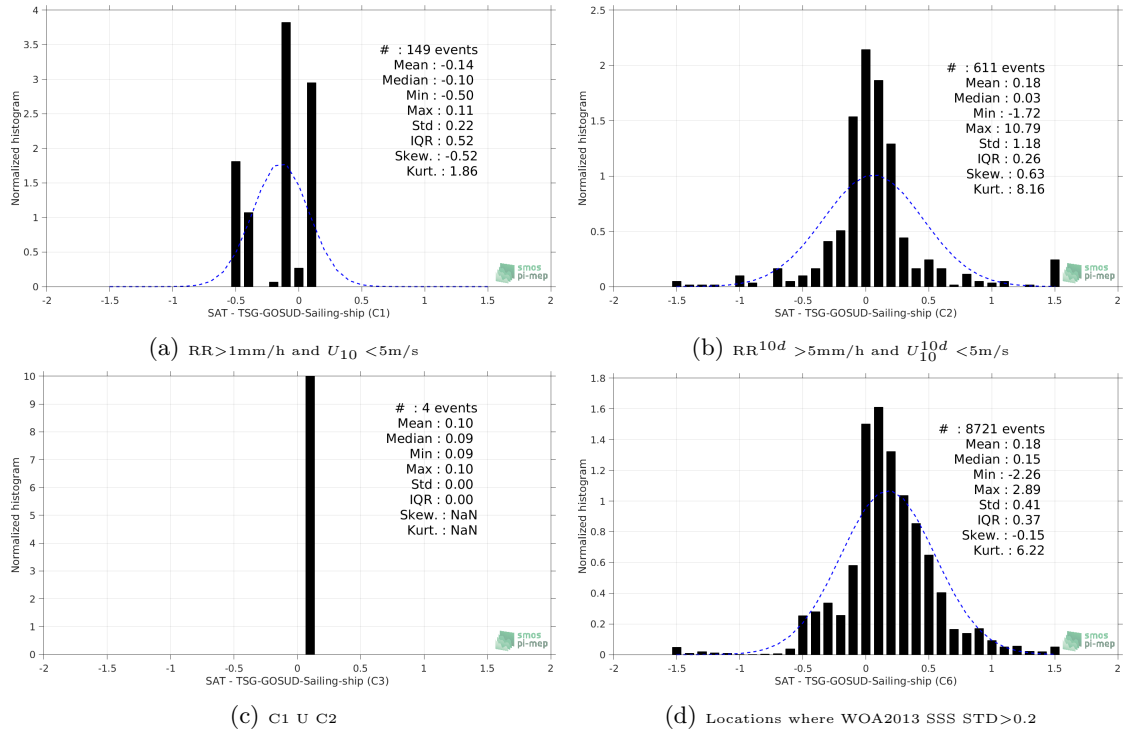 4
3.5
3
2.5
2
1.5
1
0.5
0
-2
-1.5
-1
-0.5
0
0.5
1
1.5
2
Normalized histogram
SAT - TSG-GOSUD-Sailing-ship (C1)
# : 149 events
Mean : -0.14
Median : -0.10
Min : -0.50
Max : 0.11
Std : 0.22
IQR : 0.52
Skew. : -0.52
Kurt. : 1.86
smos
pi-mep
(a) RR>1mm/h and U10 <5m/s
2.5
2
1.5
1
0.5
0
-2
-1.5
-1
-0.5
0
0.5
1
1.5
2
Normalized histogram
SAT - TSG-GOSUD-Sailing-ship (C2)
# : 611 events
Mean : 0.18
Median : 0.03
Min : -1.72
Max : 10.79
Std : 1.18
IQR : 0.26
Skew. : 0.63
Kurt. : 8.16
smos
pi-mep
(b) RR^10d >5mm/h and U_10^10d <5m/s
10
9
8
7
6
5
4
3
2
1
0
-2
-1.5
-1
-0.5
0
0.5
1
1.5
2
Normalized histogram
SAT - TSG-GOSUD-Sailing-ship (C3)
# : 4 events
Mean : 0.10
Median : 0.09
Min : 0.09
Max : 0.10
Std : 0.00
IQR : 0.00
Skew. : NaN
Kurt. : NaN
smos
pi-mep
(c) C1 U C2
1.8
1.6
1.4
1.2
1
0.8
0.6
0.4
0.2
0
-2
-1.5
-1
-0.5
0
0.5
1
1.5
2
Normalized histogram
SAT - TSG-GOSUD-Sailing-ship (C6)
# : 8721 events
Mean : 0.18
Median : 0.15
Min : -2.26
Max : 2.89
Std : 0.41
IQR : 0.37
Skew. : -0.15
Kurt. : 6.22
smos
pi-mep
(d) Locations where WOA2013 SSS STD>0.2